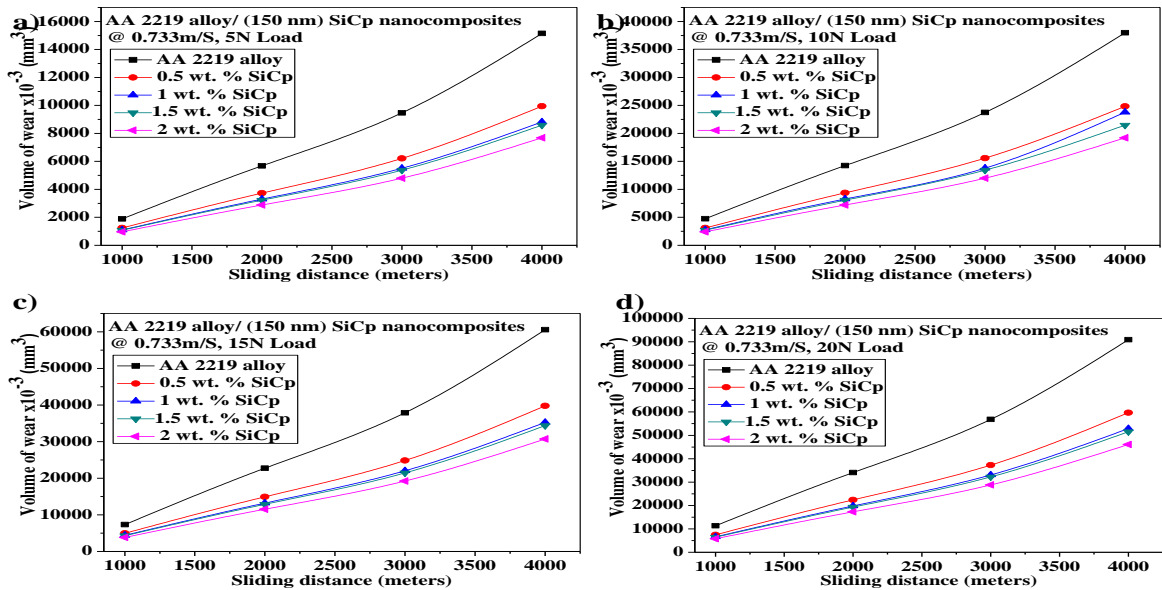 a)
AA 2219 alloy/ (150 nm) SiCp nanocomposites
@ 0.733m/S, 5N Load
AA 2219 alloy
0.5 wt. % SiCp
1 wt. % SiCp
1.5 wt. % SiCp
2 wt. % SiCp
Volume of wear x10^-3 (mm^3)
16000
14000
12000
10000
8000
6000
4000
2000
0
1000 1500 2000 2500 3000 3500 4000
Sliding distance (meters)
b)
AA 2219 alloy/ (150 nm) SiCp nanocomposites
@ 0.733m/S, 10N Load
AA 2219 alloy
0.5 wt. % SiCp
1 wt. % SiCp
1.5 wt. % SiCp
2 wt. % SiCp
Volume of wear x10^-3 (mm^3)
40000
35000
30000
25000
20000
15000
10000
5000
0
1000 1500 2000 2500 3000 3500 4000
Sliding distance (meters)
c)
AA 2219 alloy/ (150 nm) SiCp nanocomposites
@ 0.733m/S, 15N Load
AA 2219 alloy
0.5 wt. % SiCp
1 wt. % SiCp
1.5 wt. % SiCp
2 wt. % SiCp
Volume of wear x10^-3 (mm^3)
60000
50000
40000
30000
20000
10000
0
1000 1500 2000 2500 3000 3500 4000
Sliding distance (meters)
d)
AA 2219 alloy/ (150 nm) SiCp nanocomposites
@ 0.733m/S, 20N Load
AA 2219 alloy
0.5 wt. % SiCp
1 wt. % SiCp
1.5 wt. % SiCp
2 wt. % SiCp
Volume of wear x10^-3 (mm^3)
100000
90000
80000
70000
60000
50000
40000
30000
20000
10000
0
1000 1500 2000 2500 3000 3500 4000
Sliding distance (meters)